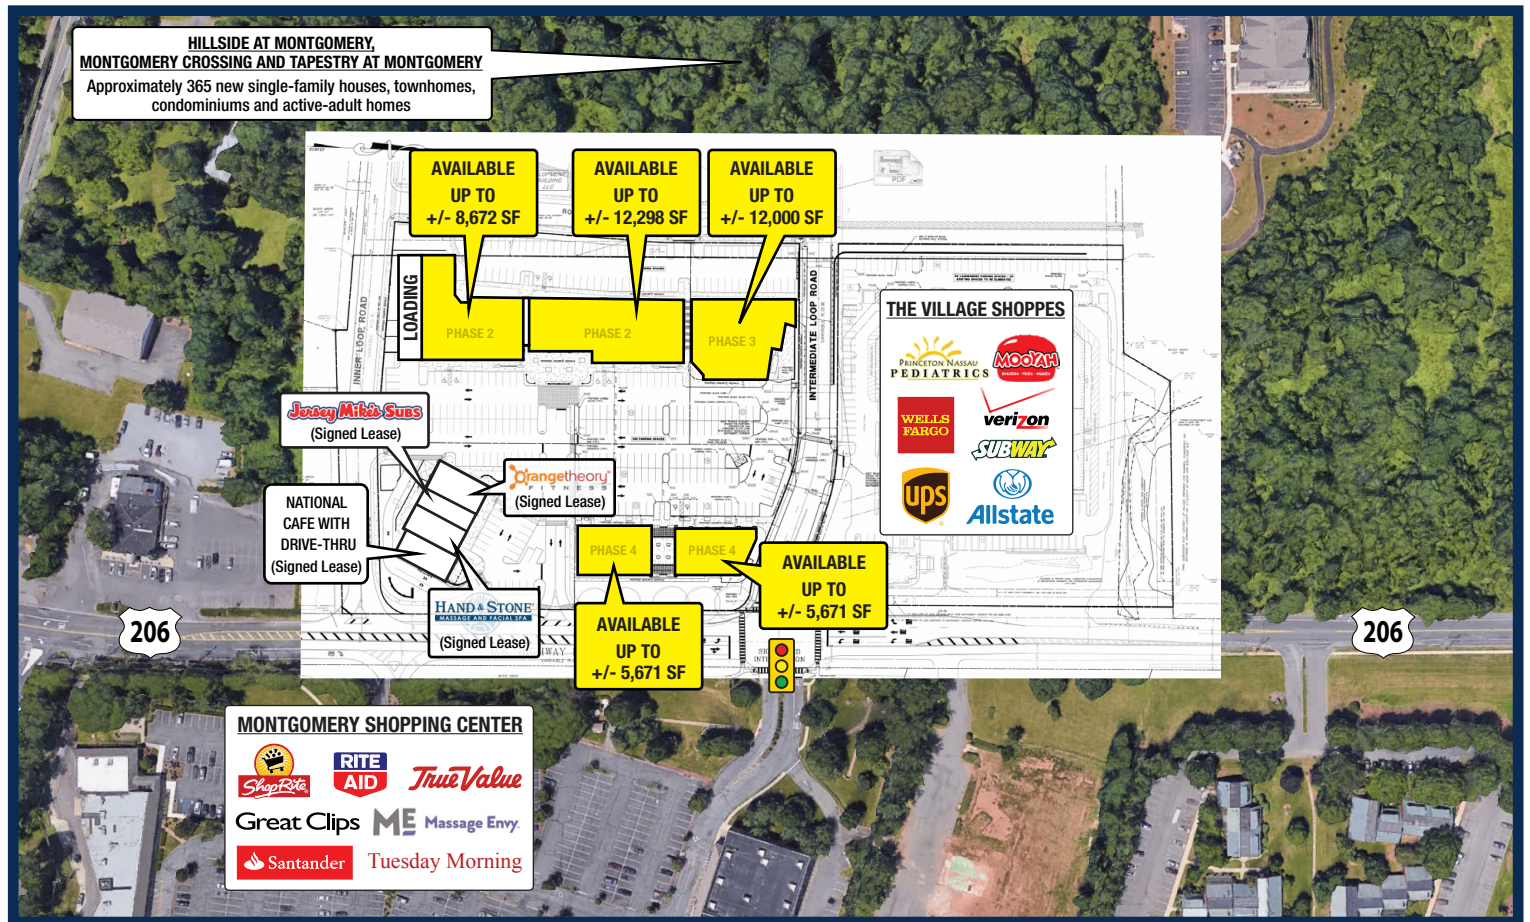 HILLSIDE AT MONTGOMERY,
MONTGOMERY CROSSING AND TAPESTRY AT MONTGOMERY
Approximately 365 new single-family houses, townhomes,
condominiums and active-adult homes
AVAILABLE
UP TO
+/- 8,672 SF
AVAILABLE
UP TO
+/- 12,298 SF
AVAILABLE
UP TO
+/- 12,000 SF
PDF
LOADING
PHASE 2
PHASE 2
PHASE 3
INNER LOOP ROAD
INTERMEDIATE LOOP ROAD
THE VILLAGE SHOPPES
PRINCETON NASSAU
PEDIATRICS
MOOYAH
BURGERS · FRIES · SHAKES
WELLS
FARGO
verizon
SUBWAY
ups
Allstate
Jersey Mike's SUBS
(Signed Lease)
Orangetheory
FITNESS
(Signed Lease)
NATIONAL
CAFE WITH
DRIVE-THRU
(Signed Lease)
HAND & STONE
MASSAGE AND FACIAL SPA
(Signed Lease)
PHASE 4
PHASE 4
AVAILABLE
UP TO
+/- 5,671 SF
AVAILABLE
UP TO
+/- 5,671 SF
206
206
MONTGOMERY SHOPPING CENTER
ShopRite
RITE
AID
True Value
Great Clips
ME Massage Envy
Santander
Tuesday Morning